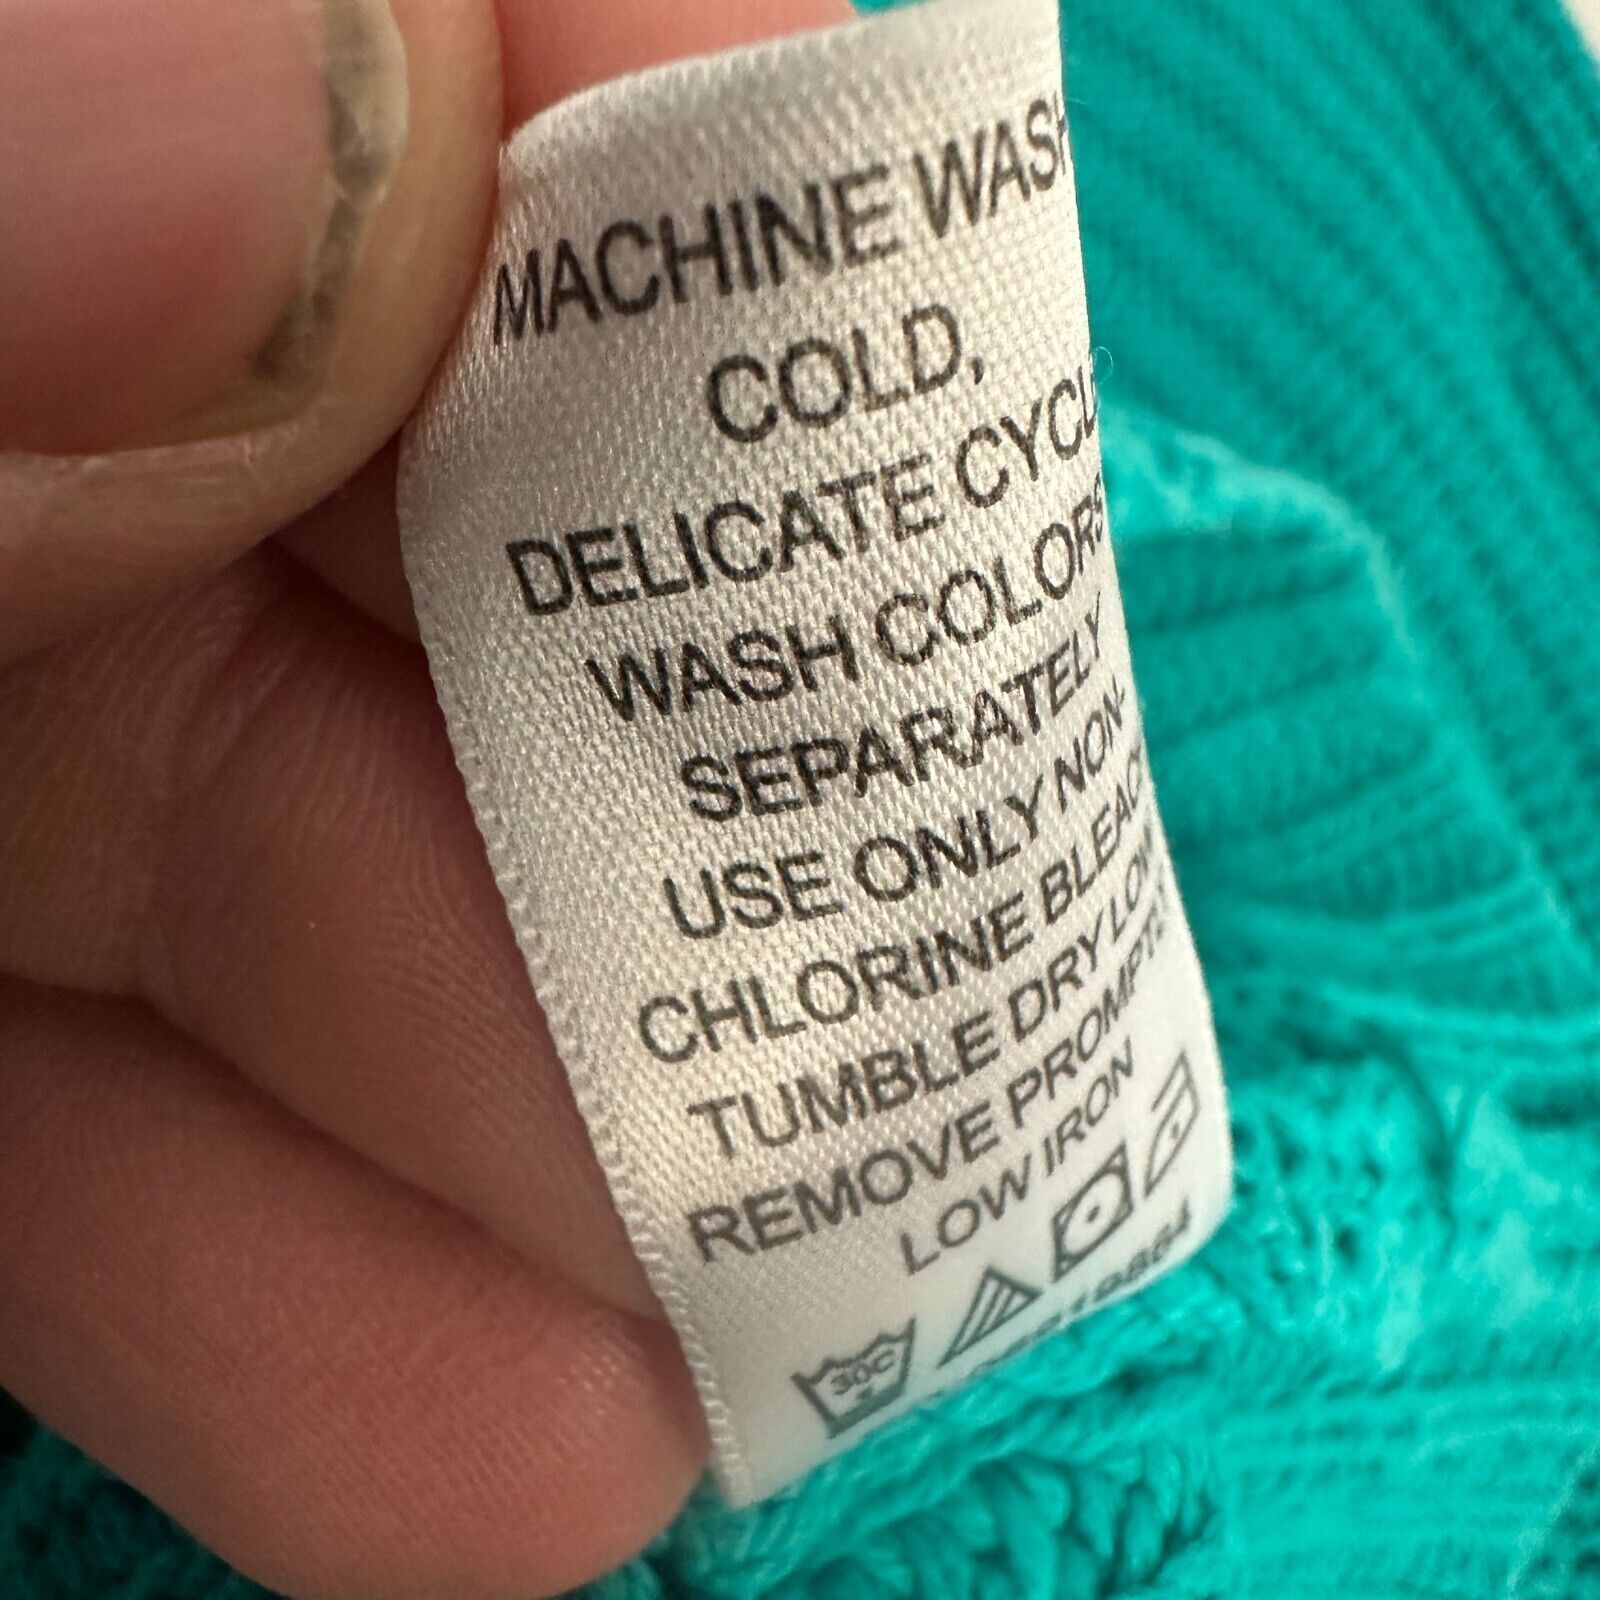 MACHINE WASH
COLD,
DELICATE CYCL
WASH COLORS
SEPARATELY
USE ONLY NON-
CHLORINE BLEAC
TUMBLE DRY LOW
REMOVE PROMPT
LOW IRON
30C